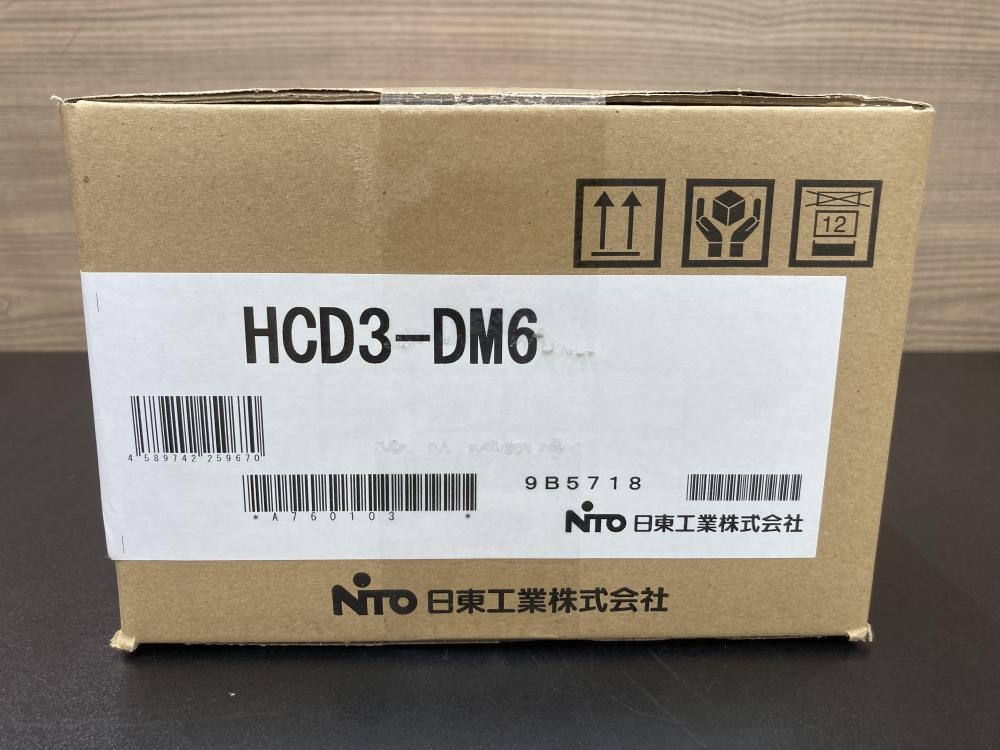 12
HCD3-DM6
4 589742 259670
*A760103 *
9B5718
NITO 日東工業株式会社
NITO 日東工業株式会社